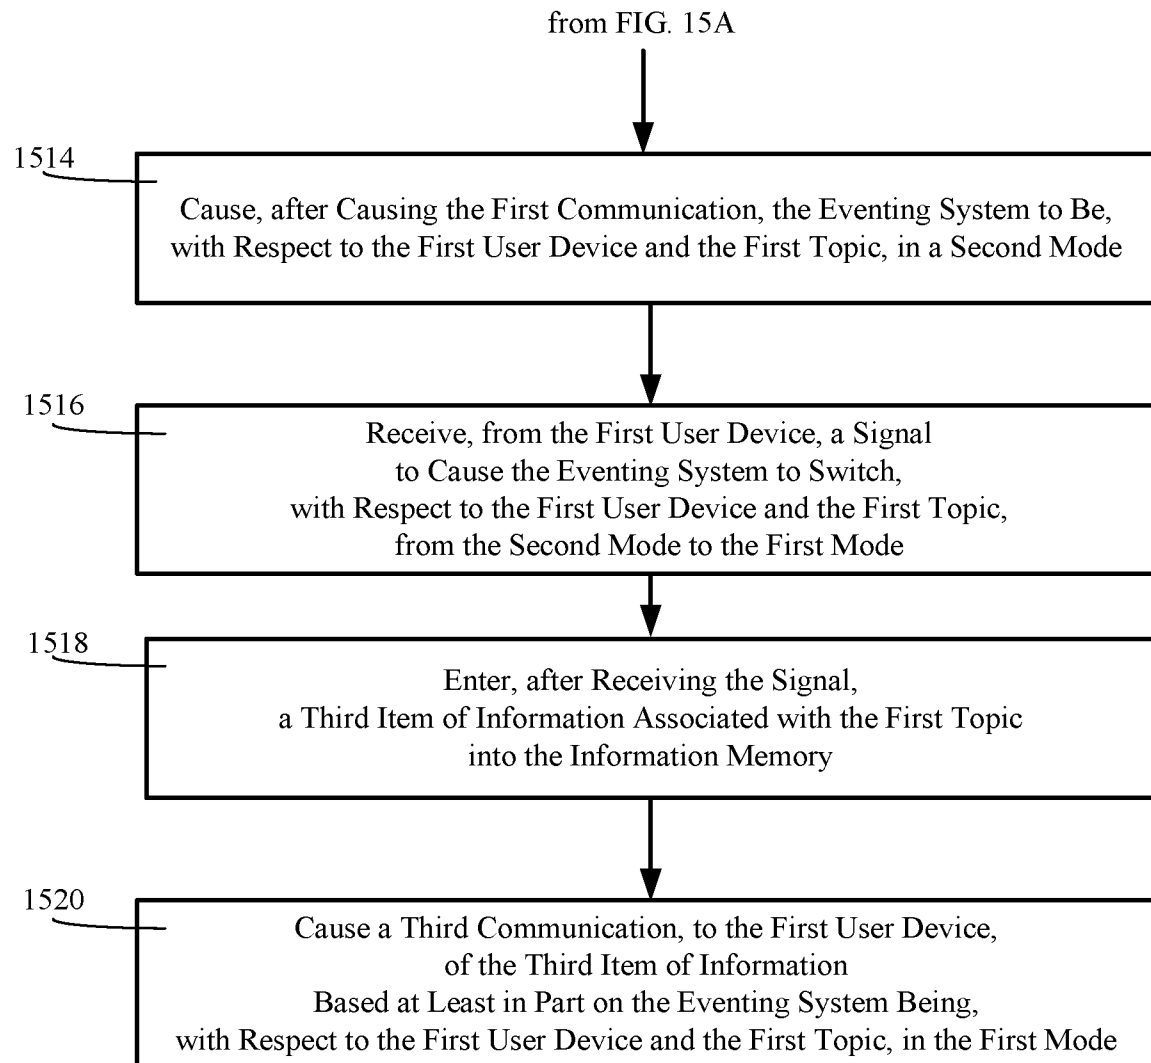 from FIG. 15A
1514
Cause, after Causing the First Communication, the Eventing System to Be,
with Respect to the First User Device and the First Topic, in a Second Mode
1516
Receive, from the First User Device, a Signal
to Cause the Eventing System to Switch,
with Respect to the First User Device and the First Topic,
from the Second Mode to the First Mode
1518
Enter, after Receiving the Signal,
a Third Item of Information Associated with the First Topic
into the Information Memory
1520
Cause a Third Communication, to the First User Device,
of the Third Item of Information
Based at Least in Part on the Eventing System Being,
with Respect to the First User Device and the First Topic, in the First Mode